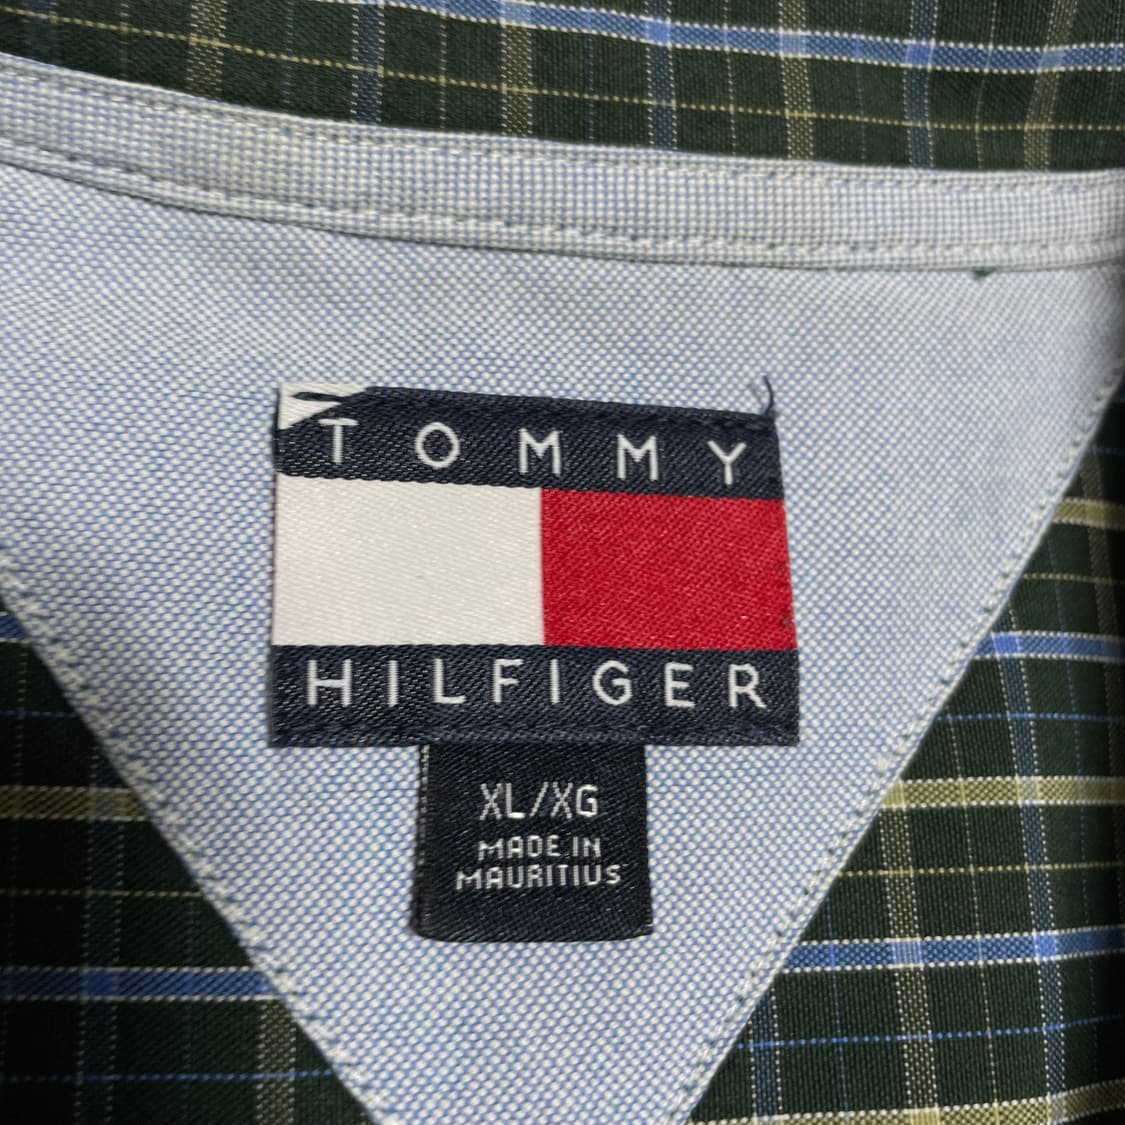 TOMMY
HILFIGER
XL/XG
MADE IN
MAURITIUS